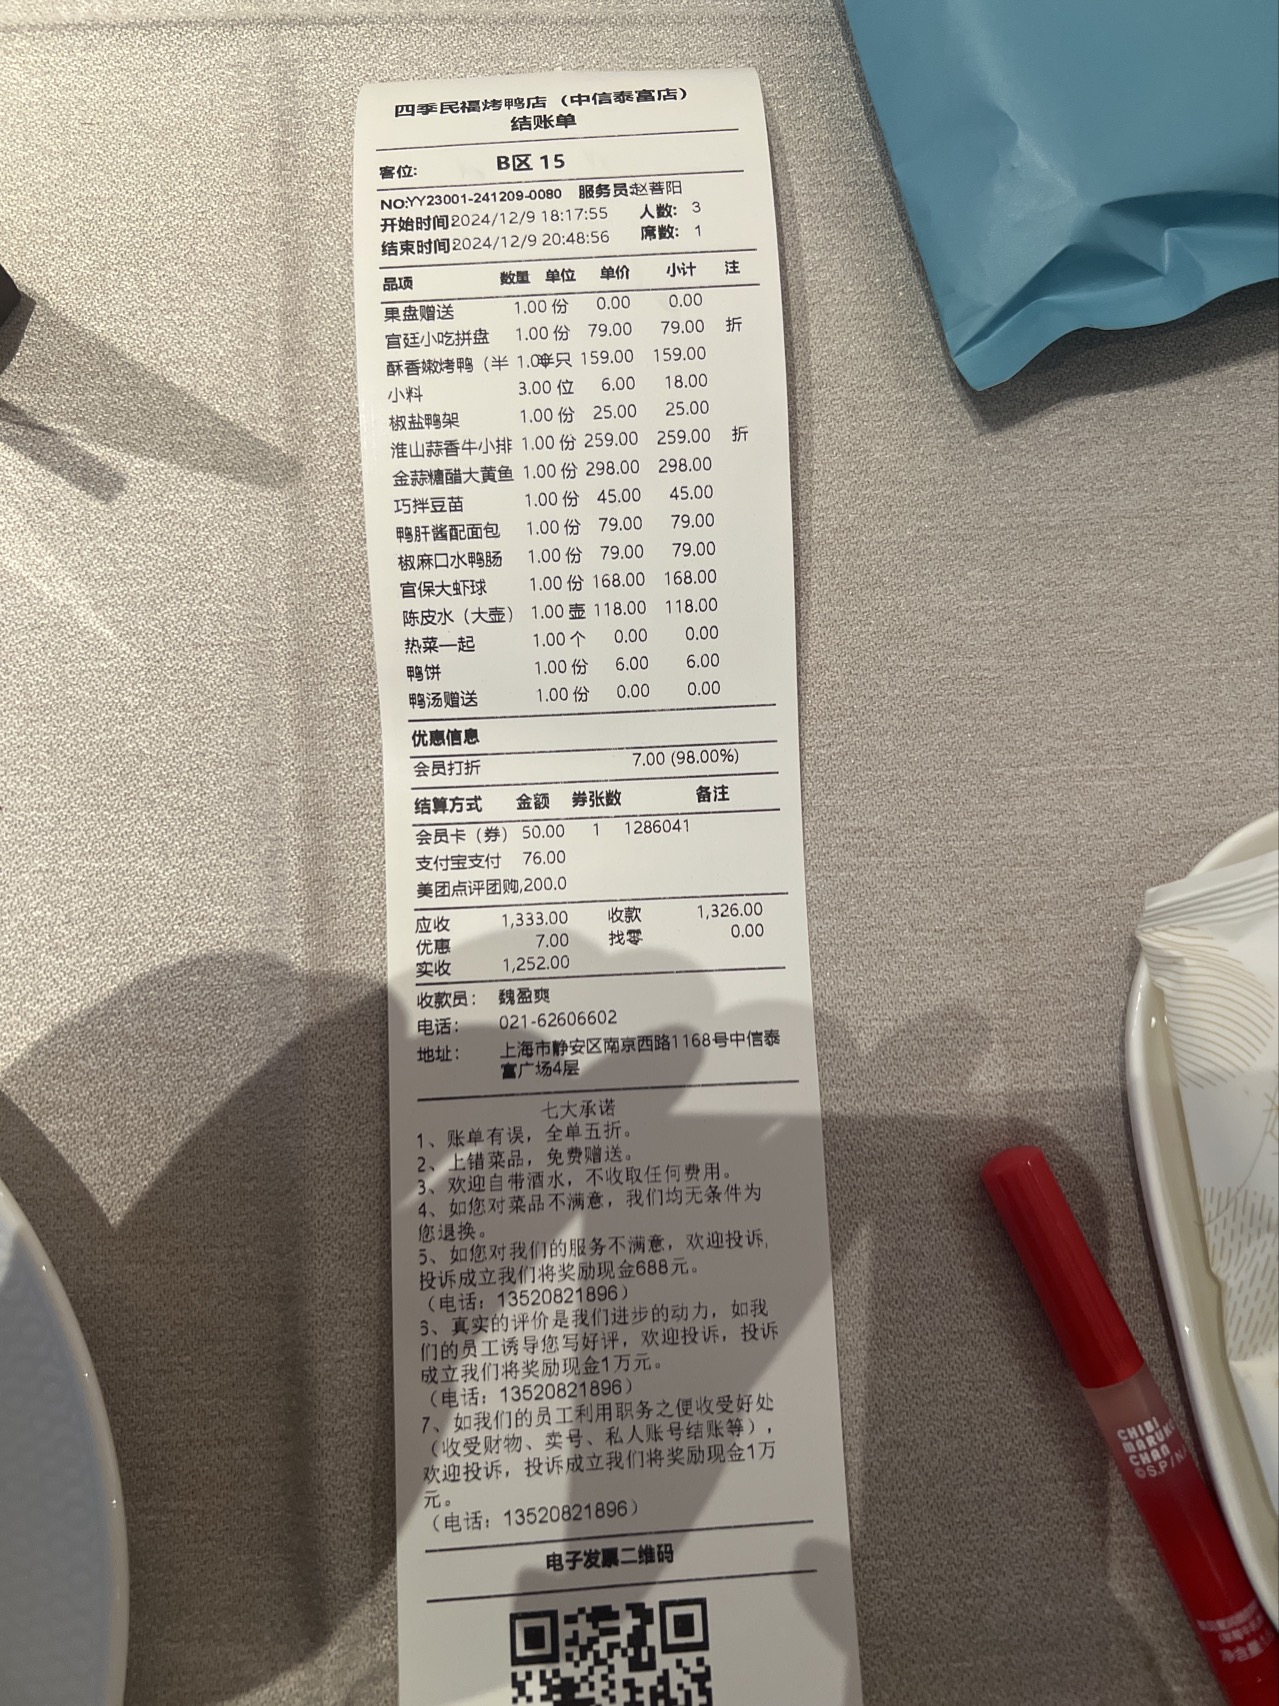 四季民福烤鸭店（中信泰富店）
结账单
客位: B区 15
NO:YY23001-241209-0080 服务员:赵菩阳
开始时间2024/12/9 18:17:55 人数: 3
结束时间2024/12/9 20:48:56 席数: 1
品项 数量 单位 单价 小计 注
果盘赠送 1.00 份 0.00 0.00
宫廷小吃拼盘 1.00 份 79.00 79.00 折
酥香嫩烤鸭（半 1.0 只 159.00 159.00
小料 3.00 位 6.00 18.00
椒盐鸭架 1.00 份 25.00 25.00
淮山蒜香牛小排 1.00 份 259.00 259.00 折
金蒜糖醋大黄鱼 1.00 份 298.00 298.00
巧拌豆苗 1.00 份 45.00 45.00
鸭肝酱配面包 1.00 份 79.00 79.00
椒麻口水鸭肠 1.00 份 79.00 79.00
宫保大虾球 1.00 份 168.00 168.00
陈皮水（大壶） 1.00 壶 118.00 118.00
热菜一起 1.00 个 0.00 0.00
鸭饼 1.00 份 6.00 6.00
鸭汤赠送 1.00 份 0.00 0.00
优惠信息
会员打折 7.00 (98.00%)
结算方式 金额 券张数 备注
会员卡（券） 50.00 1 1286041
支付宝支付 76.00
美团点评团购,200.0
应收 1,333.00 收款 1,326.00
优惠 7.00 找零 0.00
实收 1,252.00
收款员: 魏盈爽
电话: 021-62606602
地址: 上海市静安区南京西路1168号中信泰
富广场4层
七大承诺
1、账单有误，全单五折。
2、上错菜品，免费赠送。
3、欢迎自带酒水，不收取任何费用。
4、如您对菜品不满意，我们均无条件为
您退换。
5、如您对我们的服务不满意，欢迎投诉,
投诉成立我们将奖励现金688元。
（电话：13520821896）
6、真实的评价是我们进步的动力，如我
们的员工诱导您写好评，欢迎投诉，投诉
成立我们将奖励现金1万元。
（电话：13520821896）
7、如我们的员工利用职务之便收受好处
（收受财物、卖号、私人账号结账等），
欢迎投诉，投诉成立我们将奖励现金1万
元。
（电话：13520821896）
电子发票二维码
CHIBI
MARUKO
CHAN
©S.P/N.A